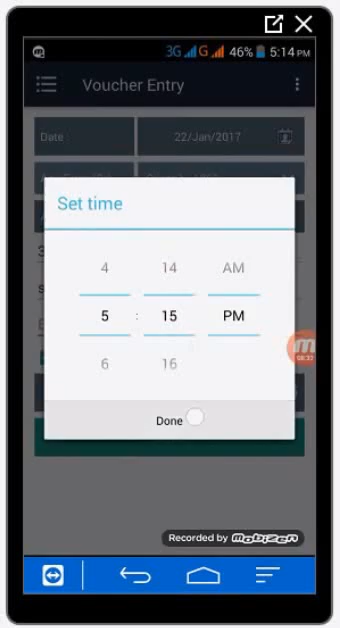 3G G 46% 5:14 PM
Voucher Entry
Date : 22/Jan/2017
Set time
4 14 AM
5 : 15 PM
6 16
Done
Recorded by mobizen